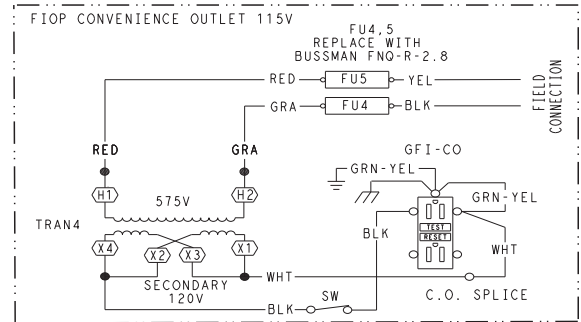 FIOP CONVENIENCE OUTLET 115V
FU4,5
REPLACE WITH
BUSSMAN FNQ-R-2.8
RED FU5 YEL
GRA FU4 BLK
FIELD
CONNECTION
RED GRA
GFI-CO
GRN-YEL
H1 575V H2
GRN-YEL
TRAN4
TEST
RESET
BLK
X4 X2 X3 X1
WHT
WHT
SECONDARY
120V
SW
C.O. SPLICE
BLK